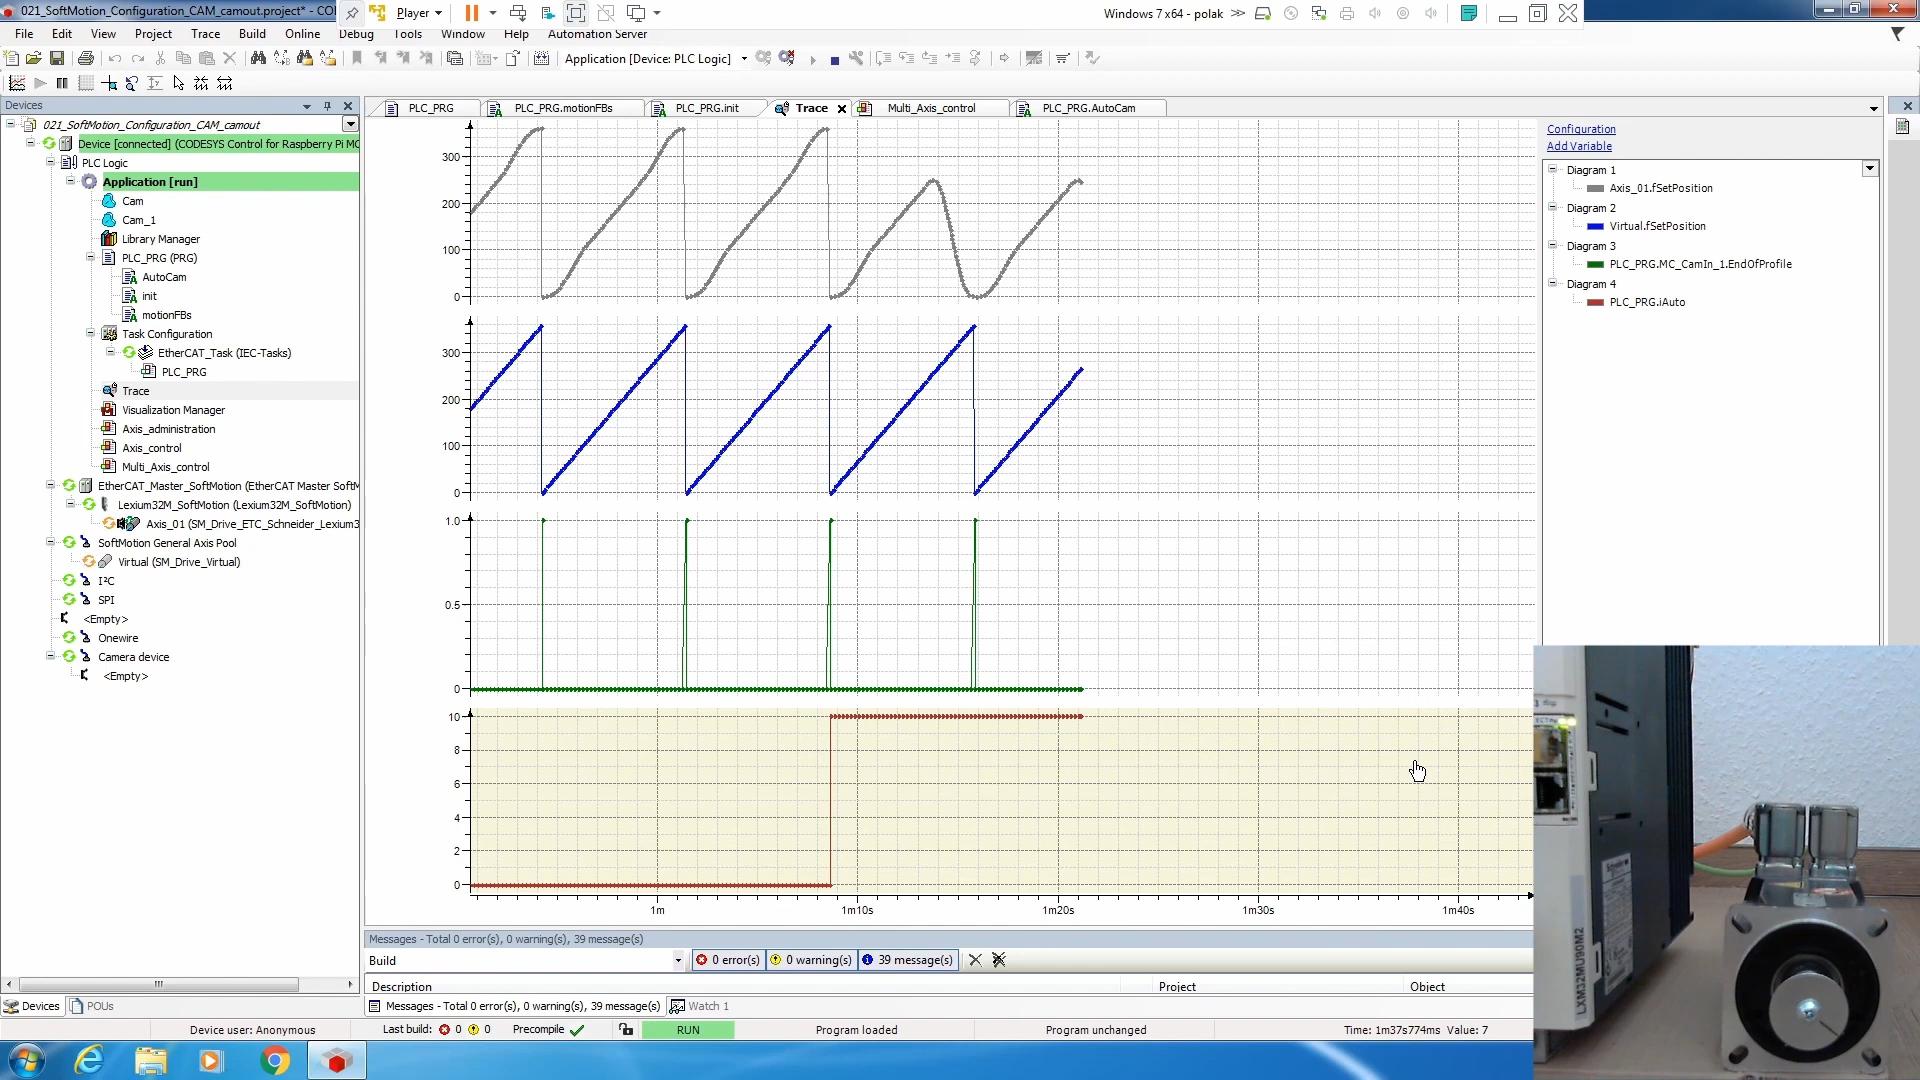 021_SoftMotion_Configuration_CAM_camout.project* - CO
Player
Windows 7 x64 - polak
File Edit View Project Trace Build Online Debug Tools Window Help Automation Server
Application [Device: PLC Logic]
Devices
021_SoftMotion_Configuration_CAM_camout
Device [connected] (CODESYS Control for Raspberry Pi MC
PLC Logic
Application [run]
Cam
Cam_1
Library Manager
PLC_PRG (PRG)
AutoCam
init
motionFBs
Task Configuration
EtherCAT_Task (IEC-Tasks)
PLC_PRG
Trace
Visualization Manager
Axis_administration
Axis_control
Multi_Axis_control
EtherCAT_Master_SoftMotion (EtherCAT Master SoftM
Lexium32M_SoftMotion (Lexium32M_SoftMotion)
Axis_01 (SM_Drive_ETC_Schneider_Lexium3
SoftMotion General Axis Pool
Virtual (SM_Drive_Virtual)
I²C
SPI
<Empty>
Onewire
Camera device
<Empty>
Devices POUs
PLC_PRG PLC_PRG.motionFBs PLC_PRG.init Trace Multi_Axis_control PLC_PRG.AutoCam
300
200
100
0
300
200
100
0
1.0
0.5
0
10
8
6
4
2
0
1m 1m10s 1m20s 1m30s 1m40s
Configuration
Add Variable
Diagram 1
Axis_01.fSetPosition
Diagram 2
Virtual.fSetPosition
Diagram 3
PLC_PRG.MC_CamIn_1.EndOfProfile
Diagram 4
PLC_PRG.iAuto
LXM32MU90M2
Messages - Total 0 error(s), 0 warning(s), 39 message(s)
Build 0 error(s) 0 warning(s) 39 message(s)
Description Project Object
Messages - Total 0 error(s), 0 warning(s), 39 message(s) Watch 1
Device user: Anonymous Last build: 0 0 Precompile RUN Program loaded Program unchanged Time: 1m37s774ms Value: 7